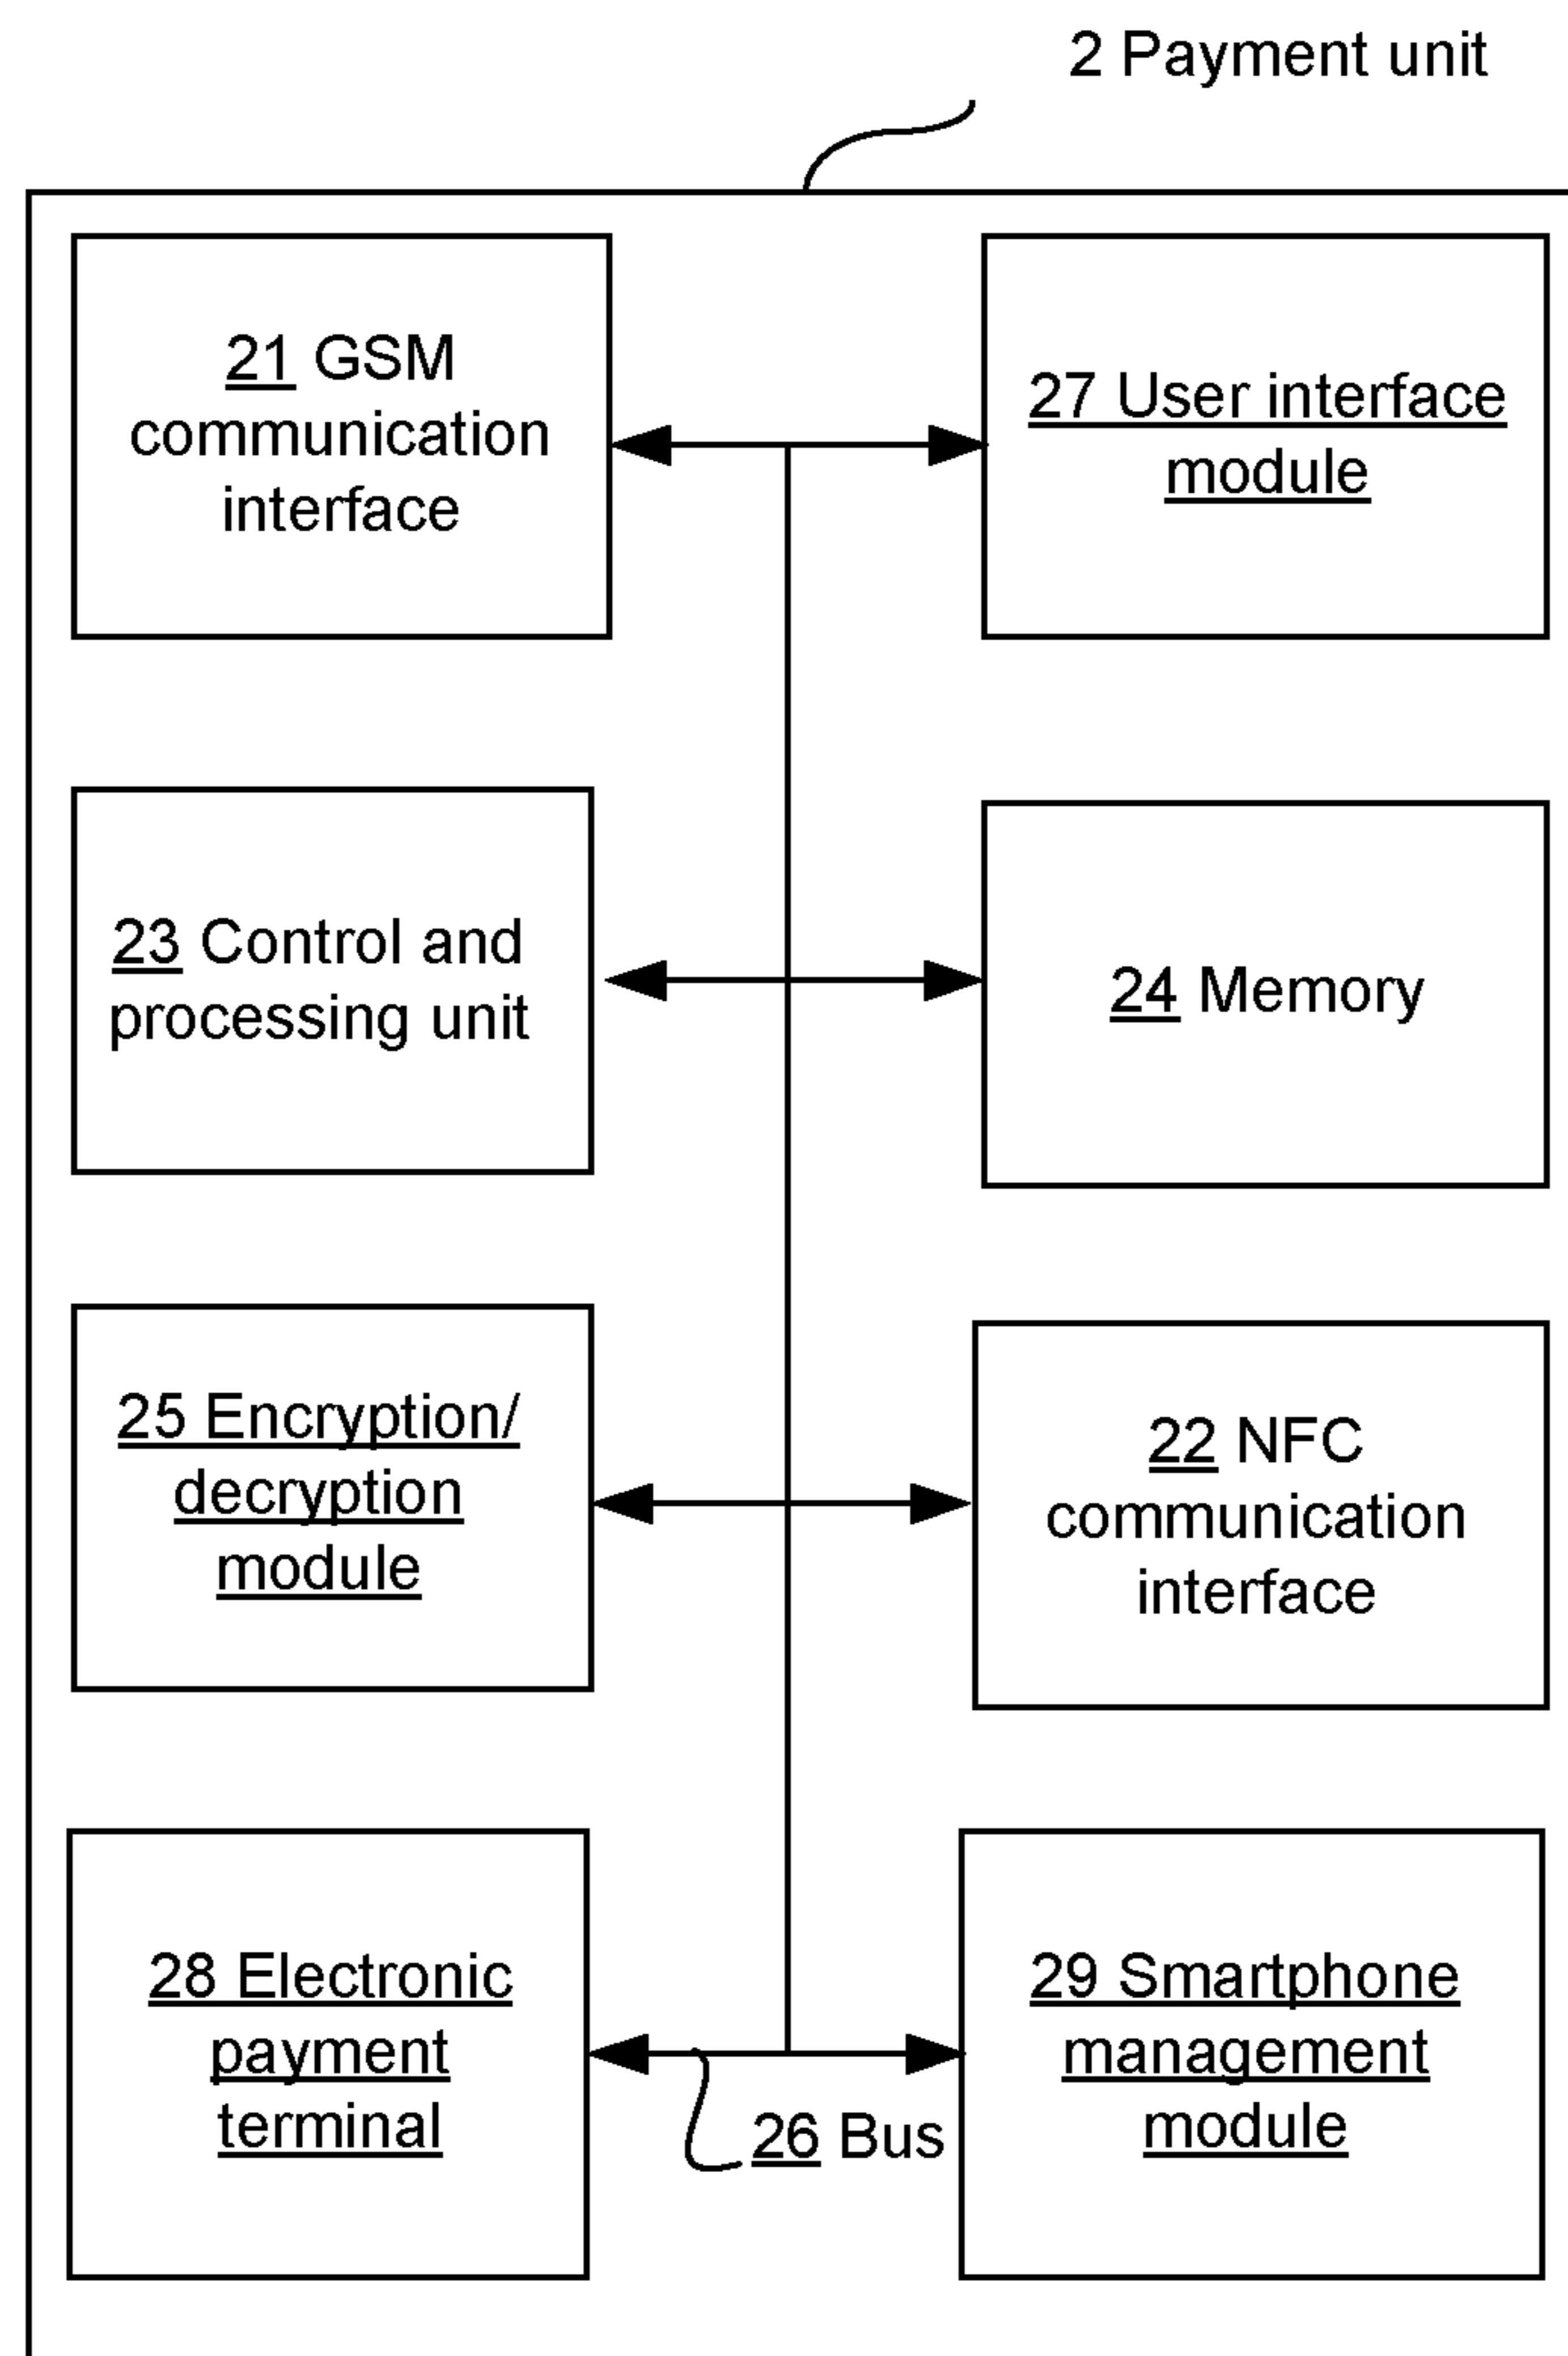 2 Payment unit
21 GSM
communication
interface
27 User interface
module
23 Control and
processing unit
24 Memory
25 Encryption/
decryption
module
22 NFC
communication
interface
28 Electronic
payment
terminal
29 Smartphone
management
module
26 Bus